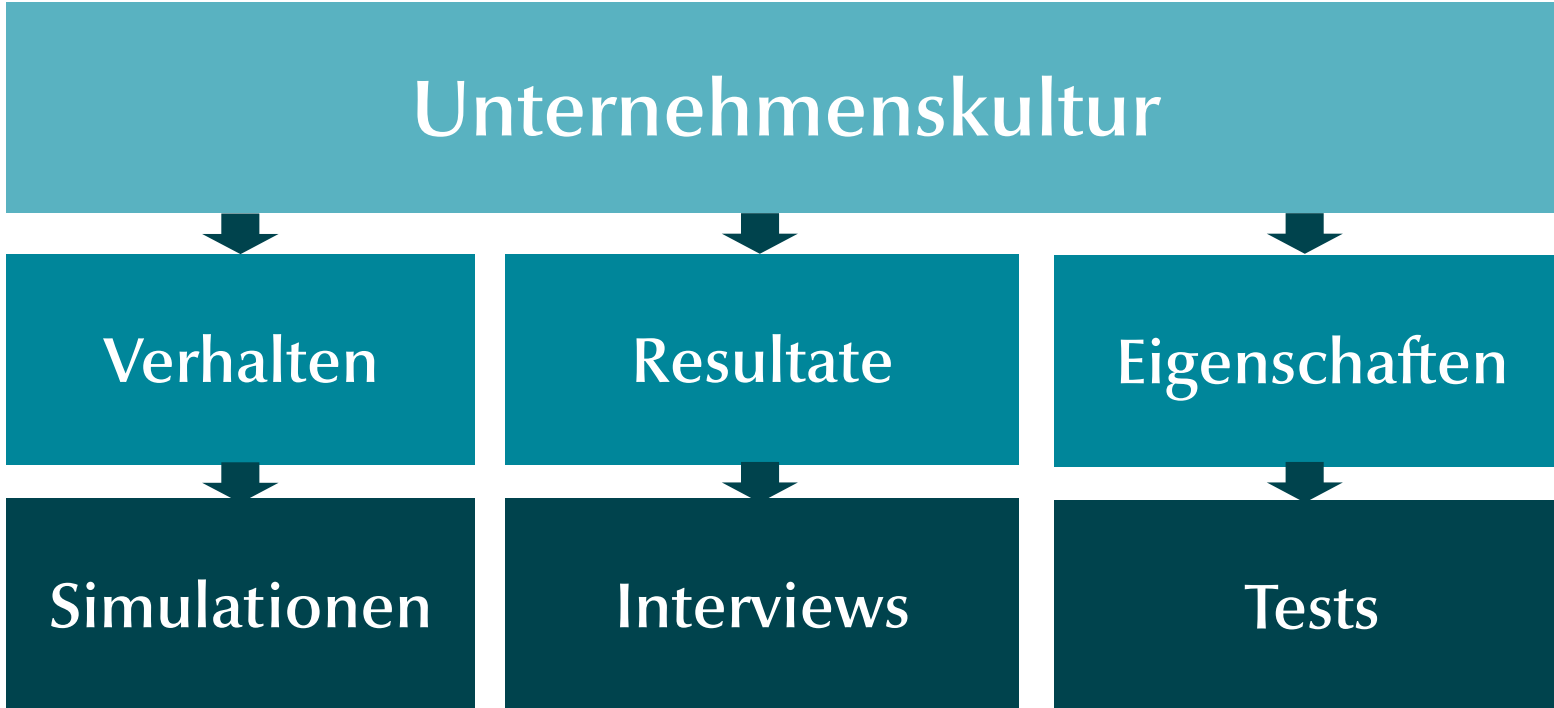 Unternehmenskultur
Verhalten
Resultate
Eigenschaften
Simulationen
Interviews
Tests